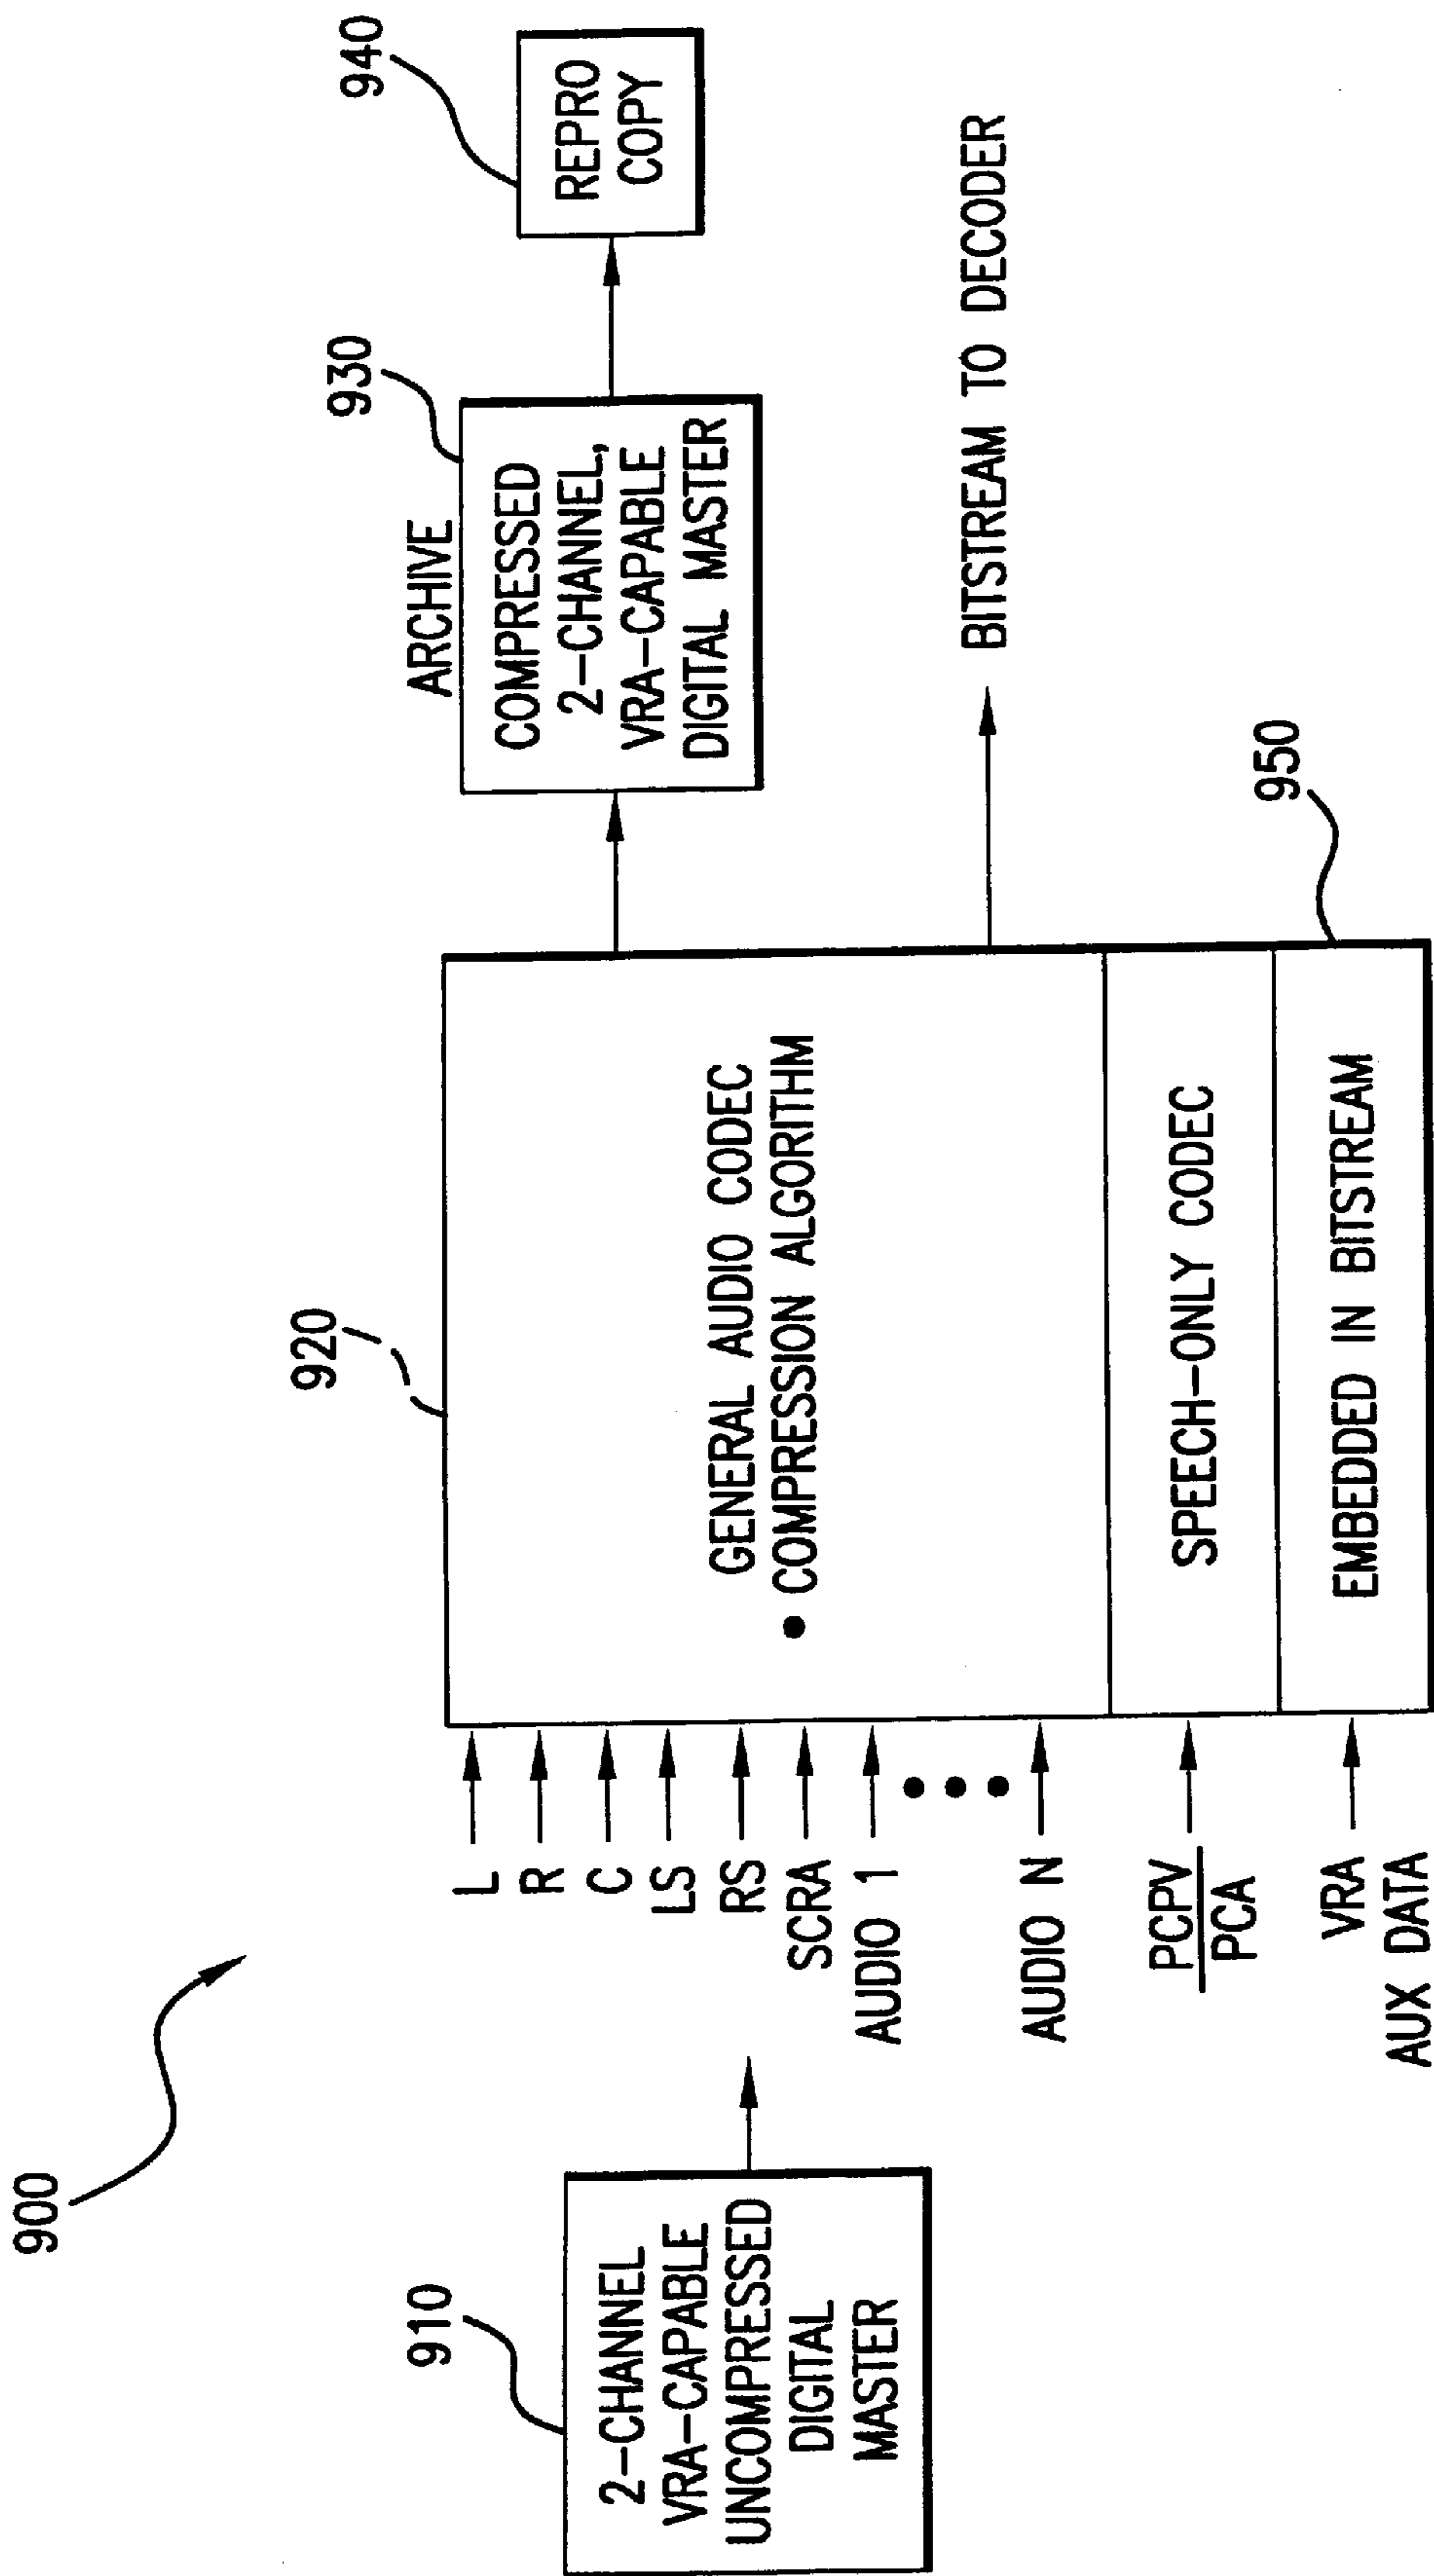 900
910
2-CHANNEL
VRA-CAPABLE
UNCOMPRESSED
DIGITAL
MASTER
L
R
C
LS
RS
SCRA
AUDIO 1
AUDIO N
PCPV
PCA
VRA
AUX DATA
920
GENERAL AUDIO CODEC
• COMPRESSION ALGORITHM
SPEECH-ONLY CODEC
EMBEDDED IN BITSTREAM
950
ARCHIVE
930
COMPRESSED
2-CHANNEL,
VRA-CAPABLE
DIGITAL MASTER
940
REPRO
COPY
BITSTREAM TO DECODER